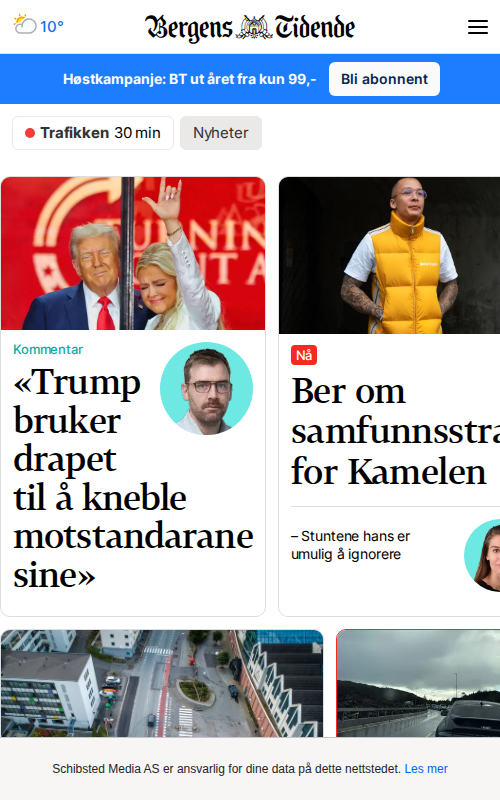 10°
Bergens Tidende
Høstkampanje: BT ut året fra kun 99,-
Bli abonnent
Trafikken 30 min
Nyheter
Kommentar
«Trump
bruker
drapet
til å kneble
motstandarane
sine»
Nå
Ber om
samfunnsstra
for Kamelen
– Stuntene hans er
umulig å ignorere
Schibsted Media AS er ansvarlig for dine data på dette nettstedet. Les mer